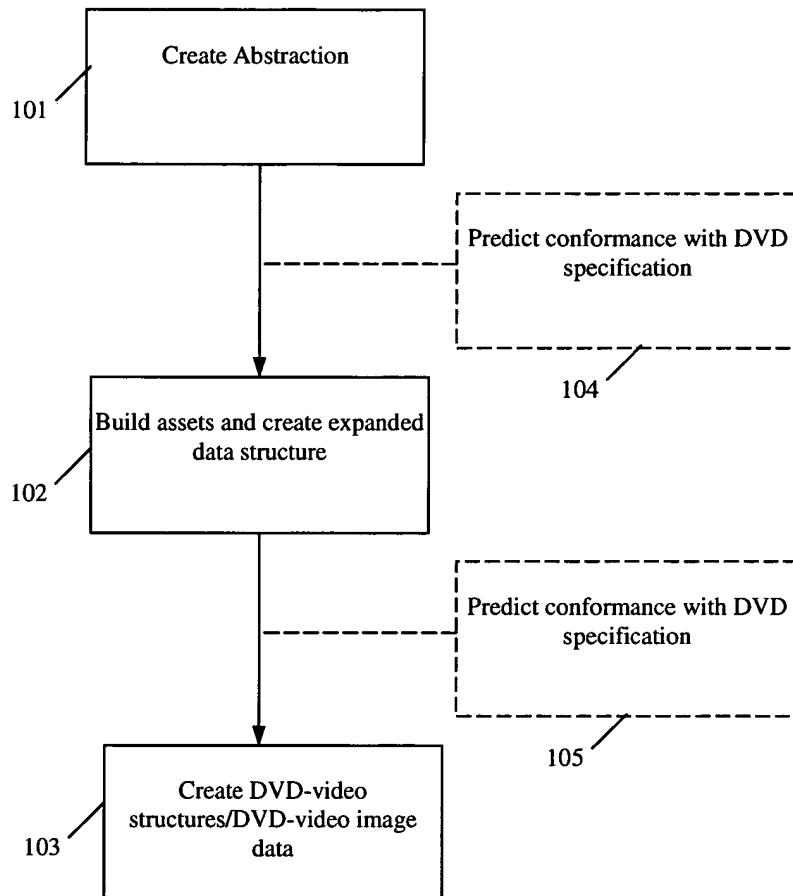 Create Abstraction
101
Predict conformance with DVD
specification
104
Build assets and create expanded
data structure
102
Predict conformance with DVD
specification
105
Create DVD-video
structures/DVD-video image
data
103